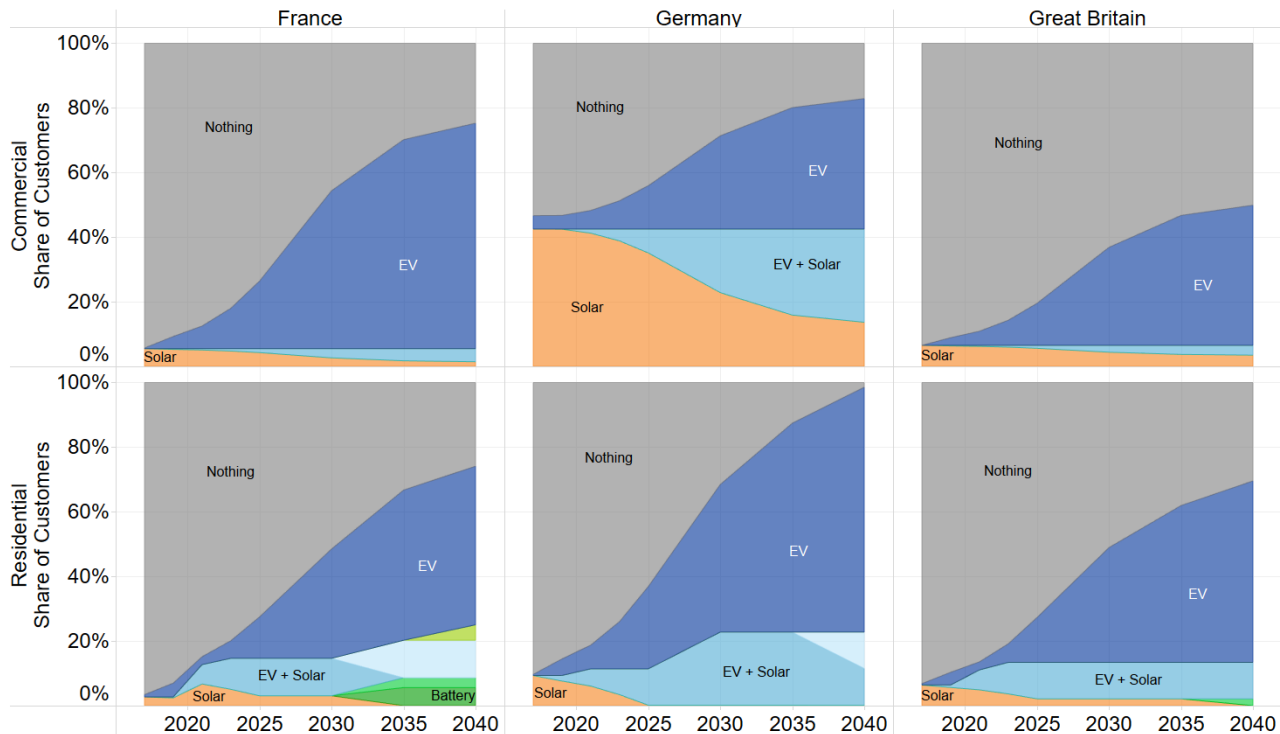 France
Germany
Great Britain
Commercial
Share of Customers
100%
80%
60%
40%
20%
0%
Nothing
EV
Solar
Nothing
EV
EV + Solar
Solar
Nothing
EV
Solar
Residential
Share of Customers
100%
80%
60%
40%
20%
0%
Nothing
EV
EV + Solar
Solar
Battery
Nothing
EV
EV + Solar
Solar
Nothing
EV
EV + Solar
Solar
2020 2025 2030 2035 2040
2020 2025 2030 2035 2040
2020 2025 2030 2035 2040